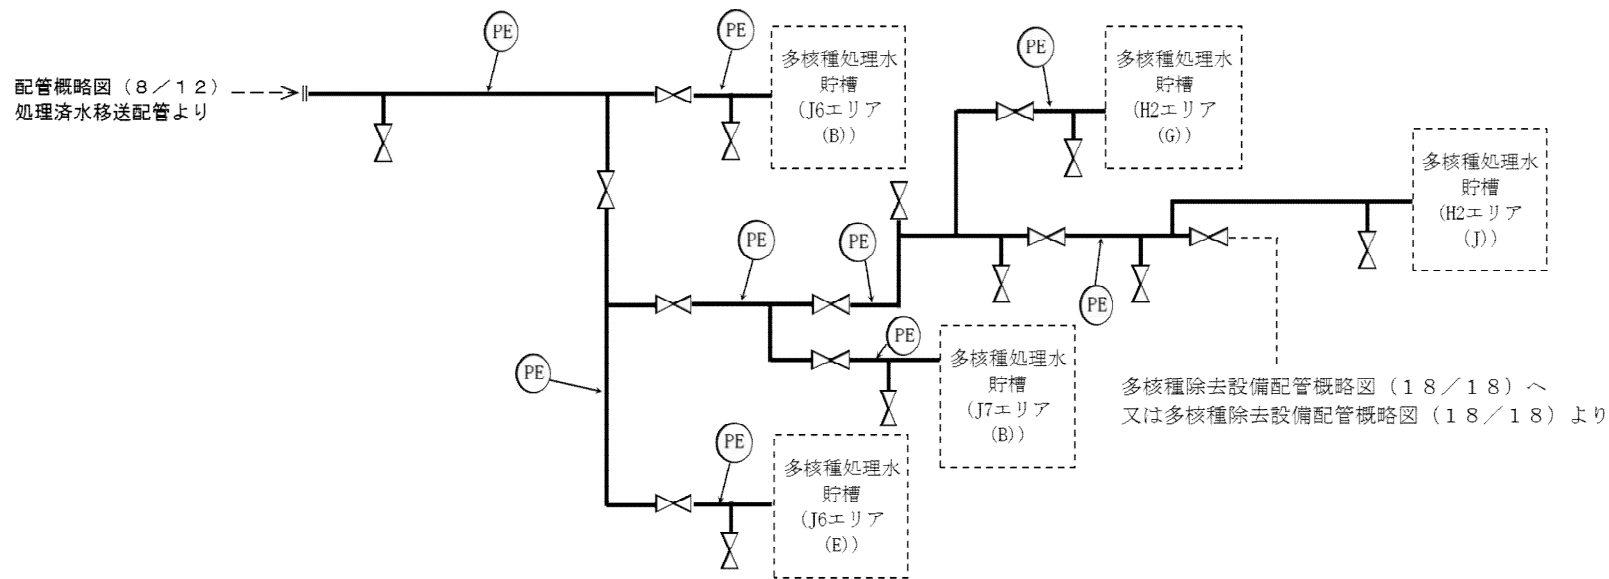 PE
PE
配管概略図（８／１２）
処理済水移送配管より
多核種処理水
貯槽
(J6エリア
(B))
PE
多核種処理水
貯槽
(H2エリア
(G))
多核種処理水
貯槽
(H2エリア
(J))
PE
PE
PE
PE
多核種処理水
貯槽
(J7エリア
(B))
PE
多核種除去設備配管概略図（１８／１８）へ
又は多核種除去設備配管概略図（１８／１８）より
PE
多核種処理水
貯槽
(J6エリア
(E))